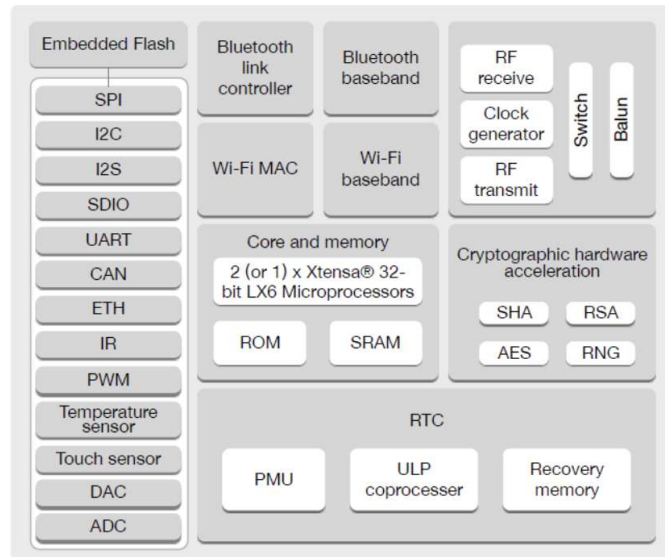 Embedded Flash
SPI
I2C
I2S
SDIO
UART
CAN
ETH
IR
PWM
Temperature
sensor
Touch sensor
DAC
ADC
Bluetooth
link
controller
Bluetooth
baseband
Wi-Fi MAC
Wi-Fi
baseband
RF
receive
Clock
generator
RF
transmit
Switch
Balun
Core and memory
2 (or 1) x Xtensa® 32-
bit LX6 Microprocessors
ROM
SRAM
Cryptographic hardware
acceleration
SHA
RSA
AES
RNG
RTC
PMU
ULP
coprocesser
Recovery
memory